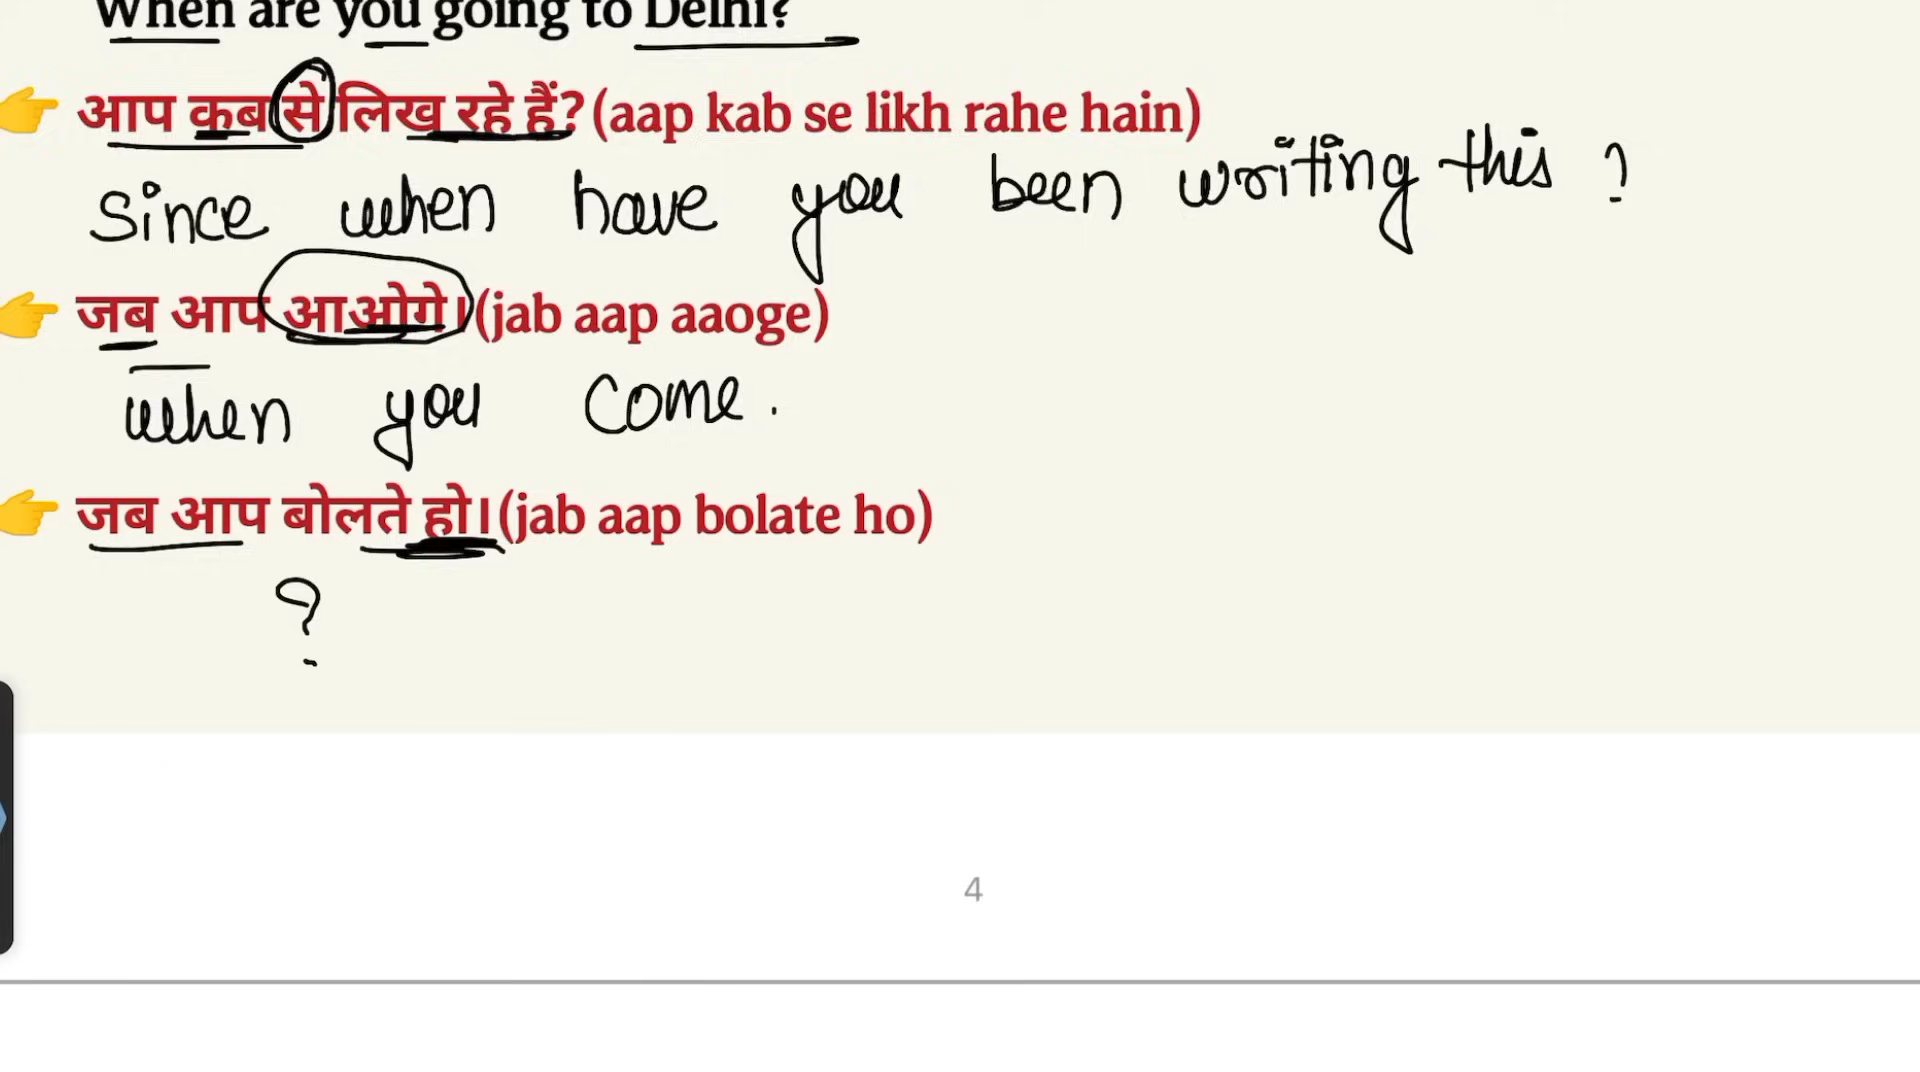 When are you going to Delhi?
👉 आप कब से लिख रहे हैं? (aap kab se likh rahe hain)
since when have you been writing this ?
👉 जब आप आओगे। (jab aap aaoge)
when you come .
👉 जब आप बोलते हो। (jab aap bolate ho)
?
4